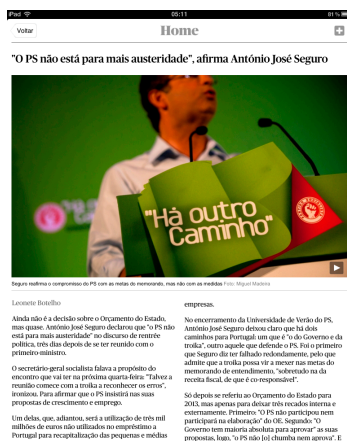 iPad
05:11
81 %
Voltar
Home
"O PS não está para mais austeridade", afirma António José Seguro
"Há outro
Caminho"
Seguro reafirma o compromisso do PS com as metas do memorando, mas não com as medidas Foto: Miguel Madeira
Leonete Botelho
Ainda não é a decisão sobre o Orçamento do Estado,
mas quase. António José Seguro declarou que "o PS não
está para mais austeridade" no discurso de rentrée
política, três dias depois de se ter reunido com o
primeiro-ministro.
O secretário-geral socialista falava a propósito do
encontro que vai ter na próxima quarta-feira: "Talvez a
reunião comece com a troika a reconhecer os erros",
ironizou. Para afirmar que o PS insistirá nas suas
propostas de crescimento e emprego.
Um delas, que, adiantou, será a utilização de três mil
milhões de euros não utilizados no empréstimo a
Portugal para recapitalização das pequenas e médias
empresas.
No encerramento da Universidade de Verão do PS,
António José Seguro deixou claro que há dois
caminhos para Portugal: um que é "o do Governo e da
troika", outro aquele que defende o PS. Foi o primeiro
que Seguro diz ter falhado redondamente, pelo que
admite que a troika possa vir a mexer nas metas do
memorando de entendimento, "sobretudo na da
receita fiscal, de que é co-responsável".
Só depois se referiu ao Orçamento do Estado para
2013, mas apenas para deixar três recados interna e
externamente. Primeiro: "O PS não participou nem
participará na elaboração" do OE. Segundo: "O
Governo tem maioria absoluta para aprovar" as suas
propostas, logo, "o PS não [o] chumba nem aprova". E